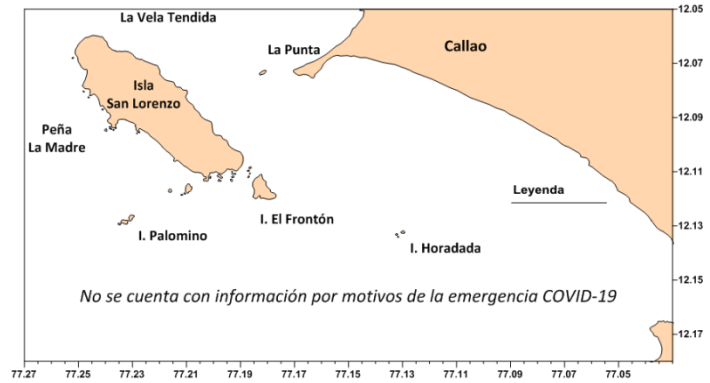 La Vela Tendida
12.05
La Punta
Callao
12.07
Isla
San Lorenzo
12.09
Peña
La Madre
12.11
Leyenda
I. El Frontón
12.13
I. Palomino
I. Horadada
12.15
No se cuenta con información por motivos de la emergencia COVID-19
12.17
77.27 77.25 77.23 77.21 77.19 77.17 77.15 77.13 77.11 77.09 77.07 77.05